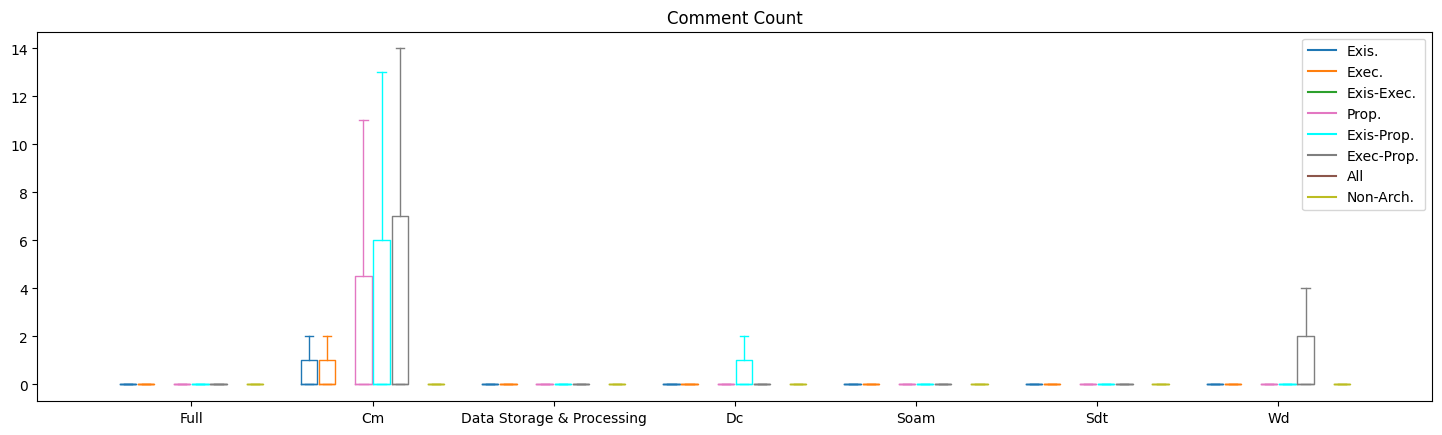 Comment Count
14
12
10
8
6
4
2
0
Exis.
Exec.
Exis-Exec.
Prop.
Exis-Prop.
Exec-Prop.
All
Non-Arch.
Full Cm Data Storage & Processing Dc Soam Sdt Wd